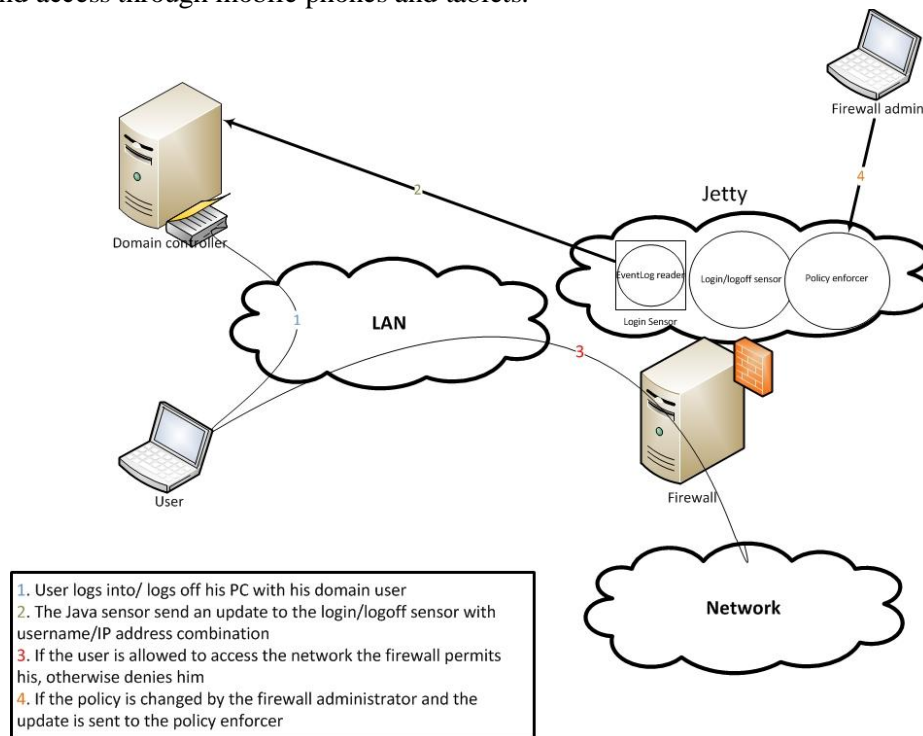 nd access through mobile phones and tablets.
Firewall admin
4
Jetty
2
Domain controller
EventLog reader
Login/logoff sensor
Policy enforcer
Login Sensor
1
LAN
3
User
Firewall
Network
1. User logs into/ logs off his PC with his domain user
2. The Java sensor send an update to the login/logoff sensor with
username/IP address combination
3. If the user is allowed to access the network the firewall permits
his, otherwise denies him
4. If the policy is changed by the firewall administrator and the
update is sent to the policy enforcer